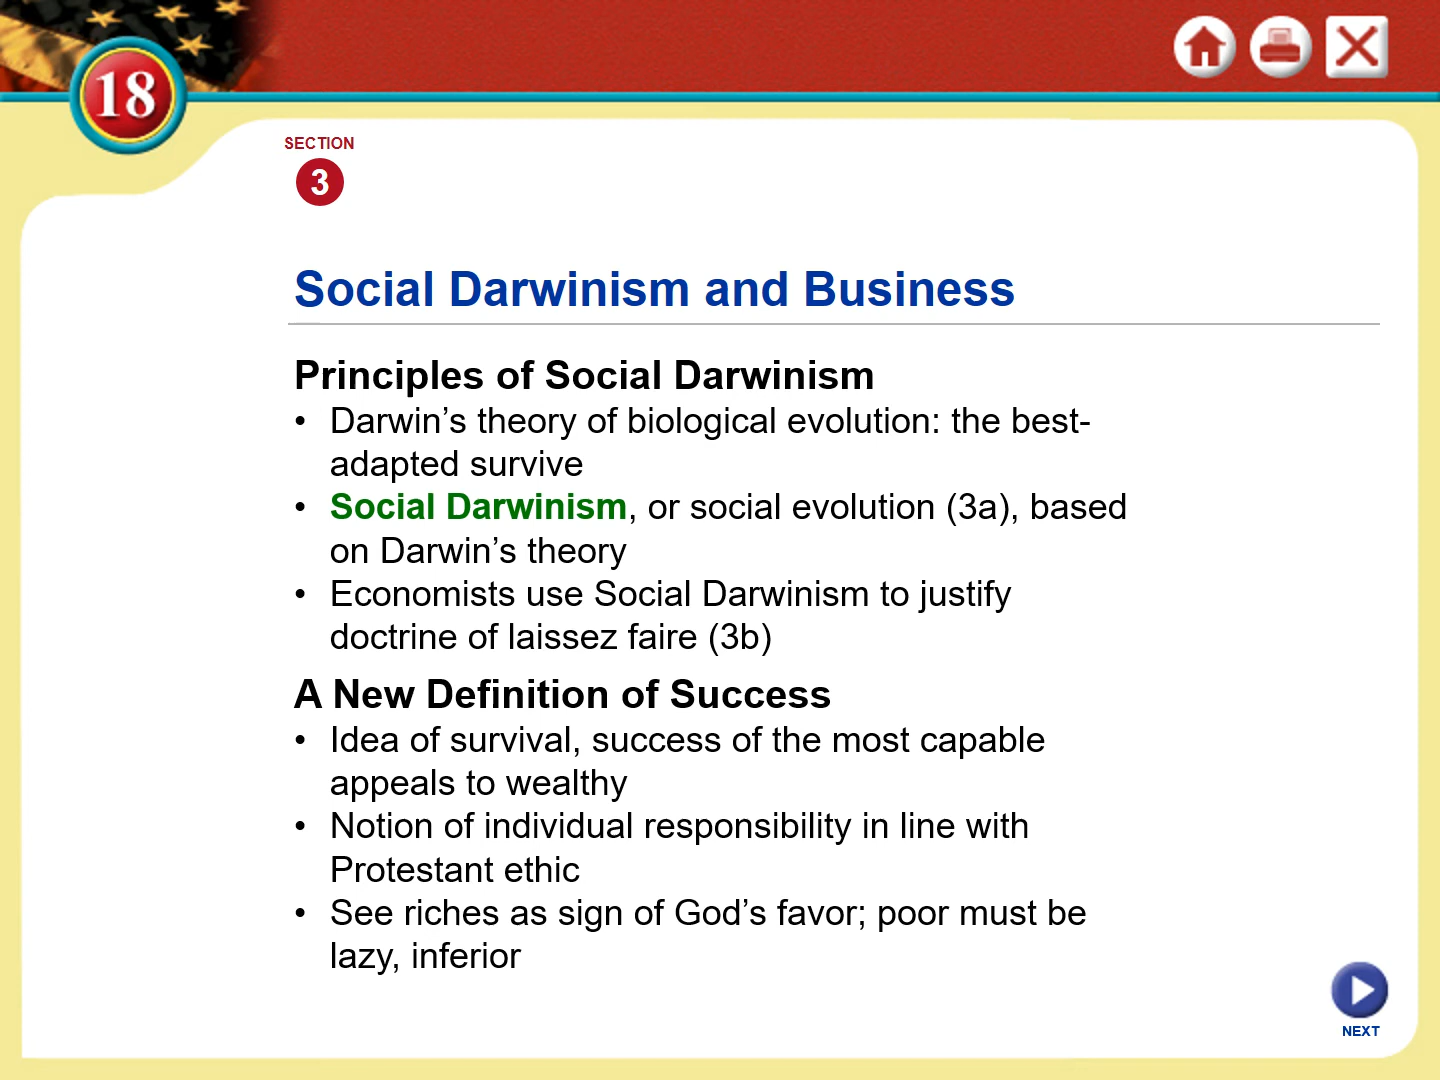 18
SECTION
3
Social Darwinism and Business
Principles of Social Darwinism
• Darwin’s theory of biological evolution: the best-
adapted survive
• Social Darwinism, or social evolution (3a), based
on Darwin’s theory
• Economists use Social Darwinism to justify
doctrine of laissez faire (3b)
A New Definition of Success
• Idea of survival, success of the most capable
appeals to wealthy
• Notion of individual responsibility in line with
Protestant ethic
• See riches as sign of God’s favor; poor must be
lazy, inferior
NEXT